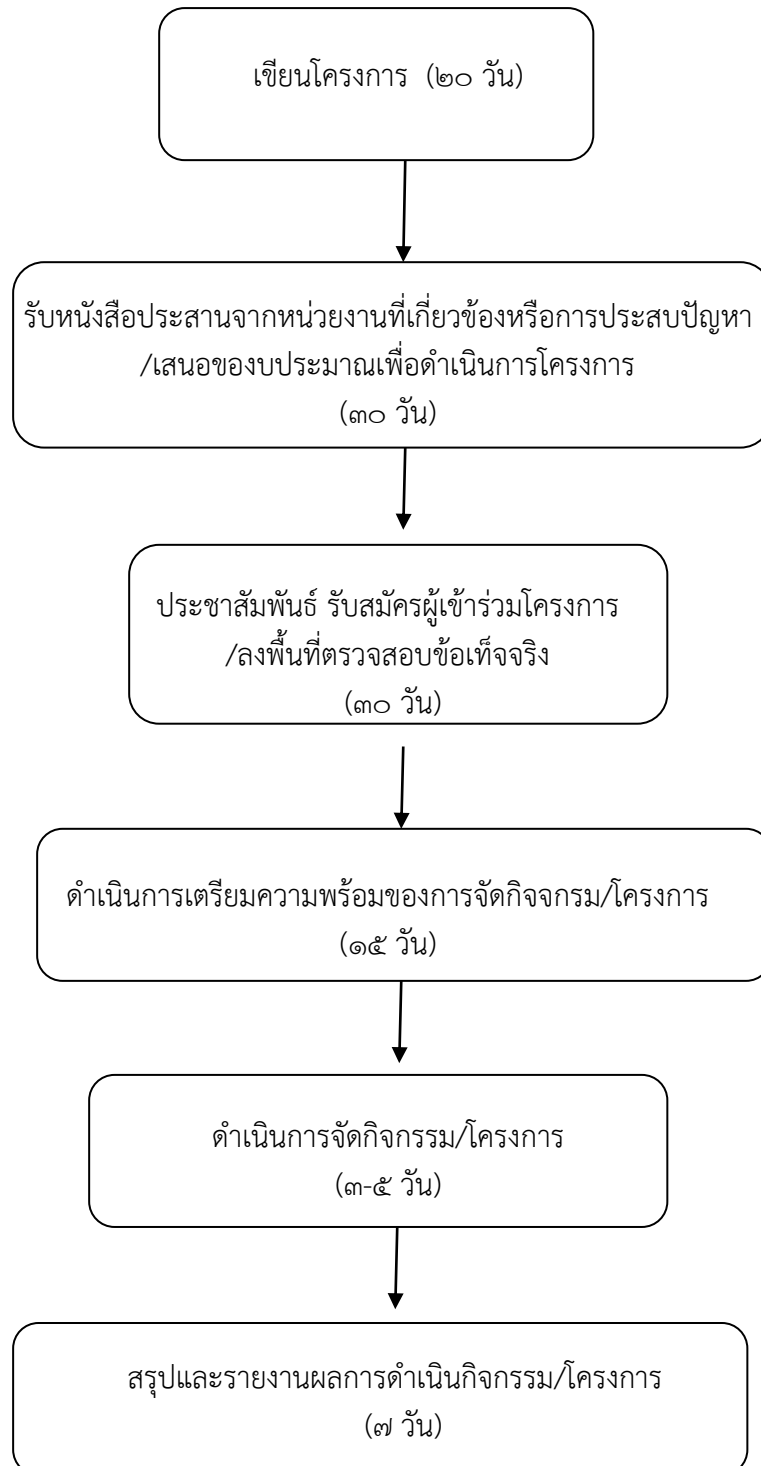 เขียนโครงการ (๒๐ วัน)
รับหนังสือประสานจากหน่วยงานที่เกี่ยวข้องหรือการประสบปัญหา
/เสนอของบประมาณเพื่อดำเนินการโครงการ
(๓๐ วัน)
ประชาสัมพันธ์ รับสมัครผู้เข้าร่วมโครงการ
/ลงพื้นที่ตรวจสอบข้อเท็จจริง
(๓๐ วัน)
ดำเนินการเตรียมความพร้อมของการจัดกิจจกรม/โครงการ
(๑๕ วัน)
ดำเนินการจัดกิจกรรม/โครงการ
(๓-๕ วัน)
สรุปและรายงานผลการดำเนินกิจกรรม/โครงการ
(๗ วัน)